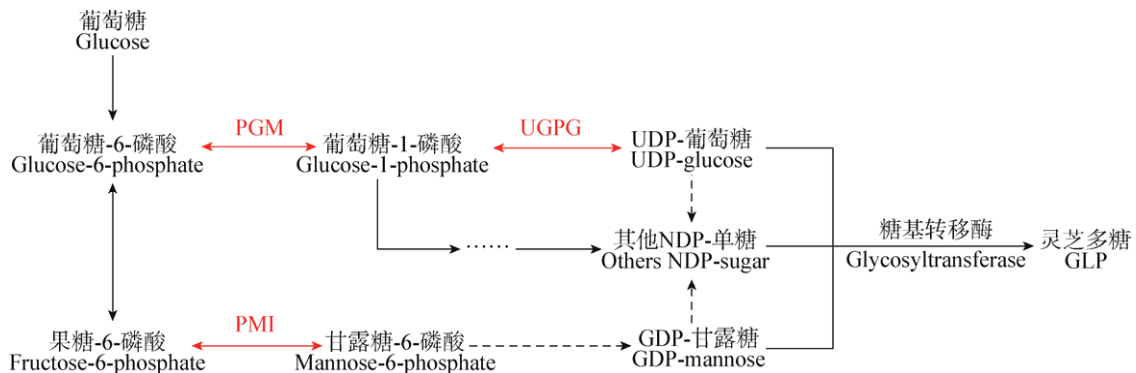 葡萄糖
Glucose
葡萄糖-6-磷酸
Glucose-6-phosphate
PGM
葡萄糖-1-磷酸
Glucose-1-phosphate
UGPG
UDP-葡萄糖
UDP-glucose
......
其他NDP-单糖
Others NDP-sugar
糖基转移酶
Glycosyltransferase
灵芝多糖
GLP
果糖-6-磷酸
Fructose-6-phosphate
PMI
甘露糖-6-磷酸
Mannose-6-phosphate
GDP-甘露糖
GDP-mannose